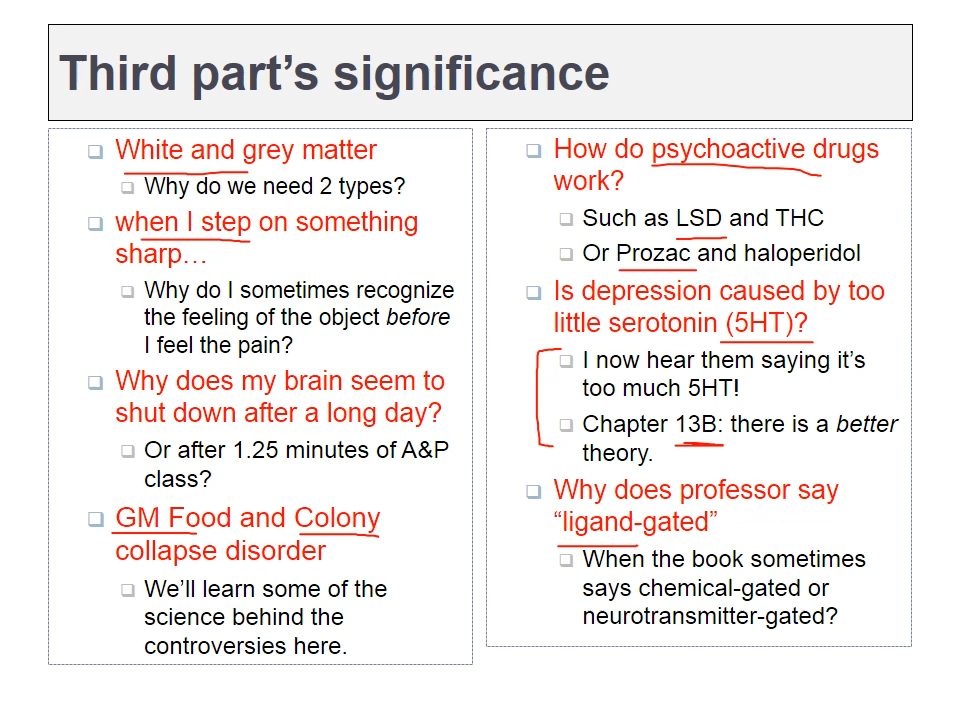 Third part’s significance
White and grey matter
Why do we need 2 types?
when I step on something
sharp…
Why do I sometimes recognize
the feeling of the object before
I feel the pain?
Why does my brain seem to
shut down after a long day?
Or after 1.25 minutes of A&P
class?
GM Food and Colony
collapse disorder
We’ll learn some of the
science behind the
controversies here.
How do psychoactive drugs
work?
Such as LSD and THC
Or Prozac and haloperidol
Is depression caused by too
little serotonin (5HT)?
I now hear them saying it’s
too much 5HT!
Chapter 13B: there is a better
theory.
Why does professor say
“ligand-gated”
When the book sometimes
says chemical-gated or
neurotransmitter-gated?